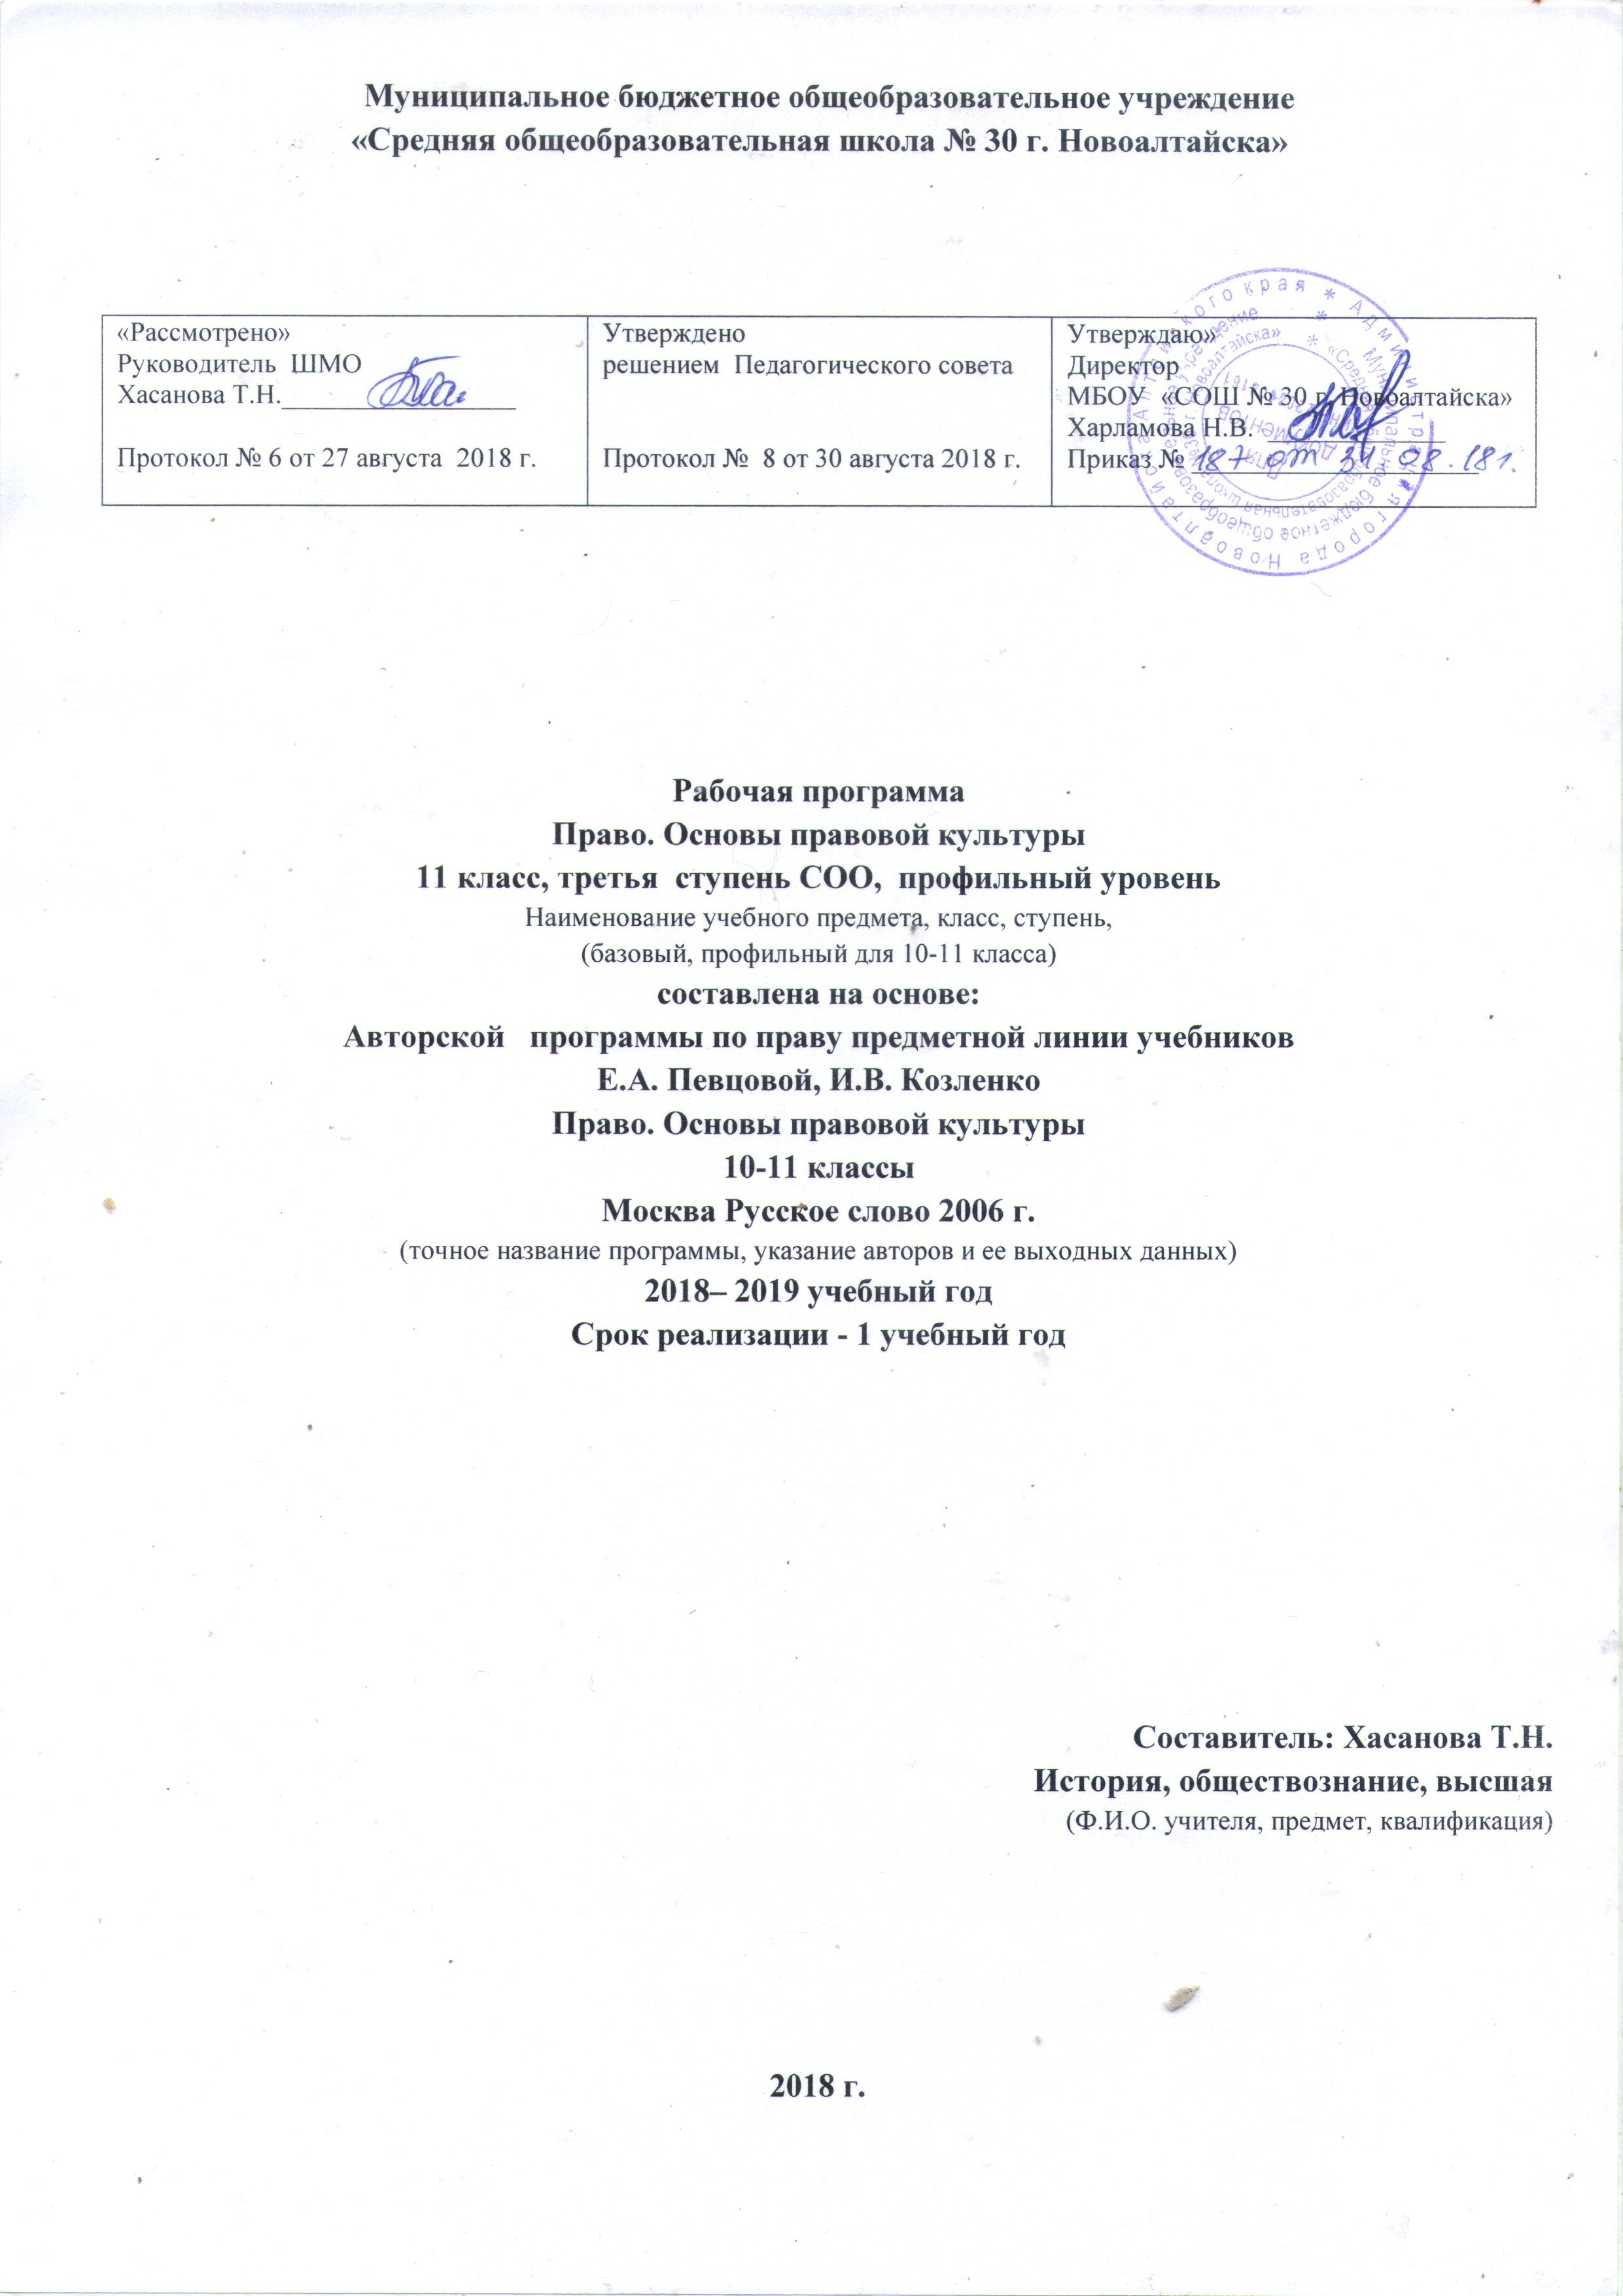 Муниципальное бюджетное общеобразовательное учреждение
«Средняя общеобразовательная школа № 30 г. Новоалтайска»
«Рассмотрено»
Руководитель ШМО
Хасанова Т.Н.
Протокол № 6 от 27 августа 2018 г.
Утверждено
решением Педагогического совета
Протокол № 8 от 30 августа 2018 г.
Утверждаю»
Директор
МБОУ «СОШ № 30 г. Новоалтайска»
Харламова Н.В.
Приказ № 187 от 08.18г.
Рабочая программа
Право. Основы правовой культуры
11 класс, третья ступень СОО, профильный уровень
Наименование учебного предмета, класс, ступень,
(базовый, профильный для 10-11 класса)
составлена на основе:
Авторской программы по праву предметной линии учебников
Е.А. Певцовой, И.В. Козленко
Право. Основы правовой культуры
10-11 классы
Москва Русское слово 2006 г.
(точное название программы, указание авторов и ее выходных данных)
2018– 2019 учебный год
Срок реализации - 1 учебный год
Составитель: Хасанова Т.Н.
История, обществознание, высшая
(Ф.И.О. учителя, предмет, квалификация)
2018 г.